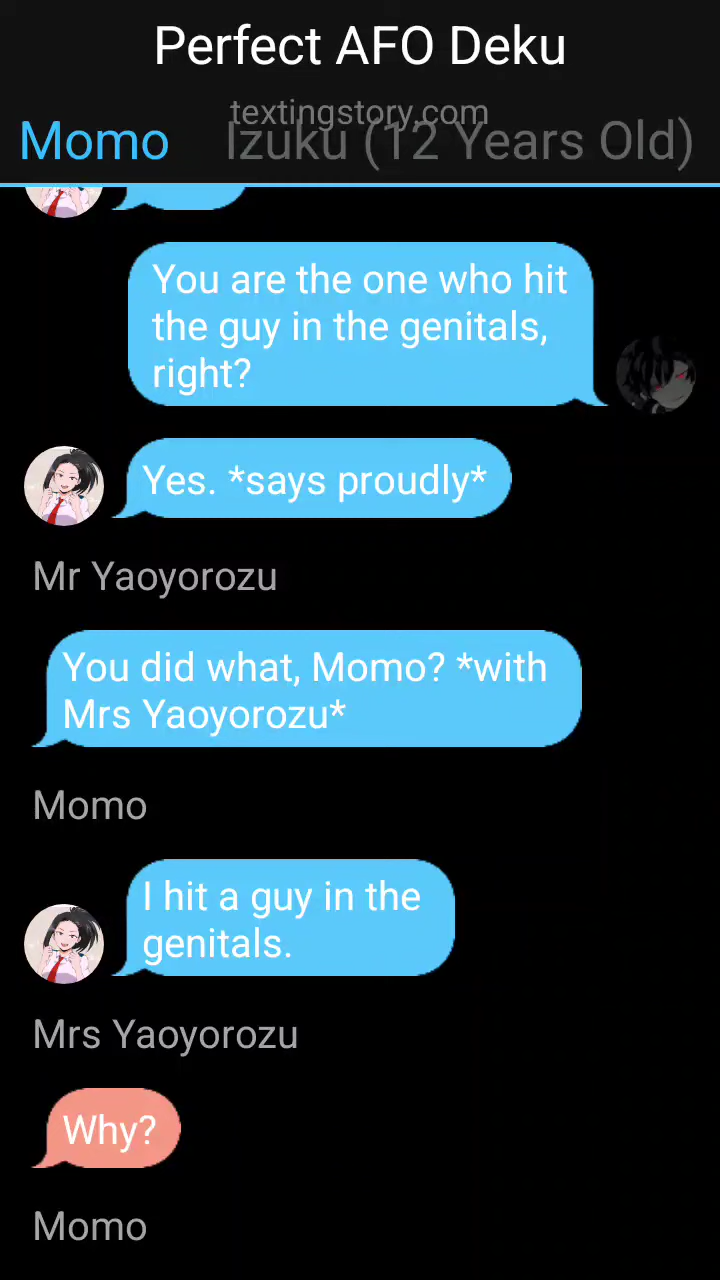 Perfect AFO Deku
textingstory.com
Momo
Izuku (12 Years Old)
You are the one who hit
the guy in the genitals,
right?
Yes. *says proudly*
Mr Yaoyorozu
You did what, Momo? *with
Mrs Yaoyorozu*
Momo
I hit a guy in the
genitals.
Mrs Yaoyorozu
Why?
Momo